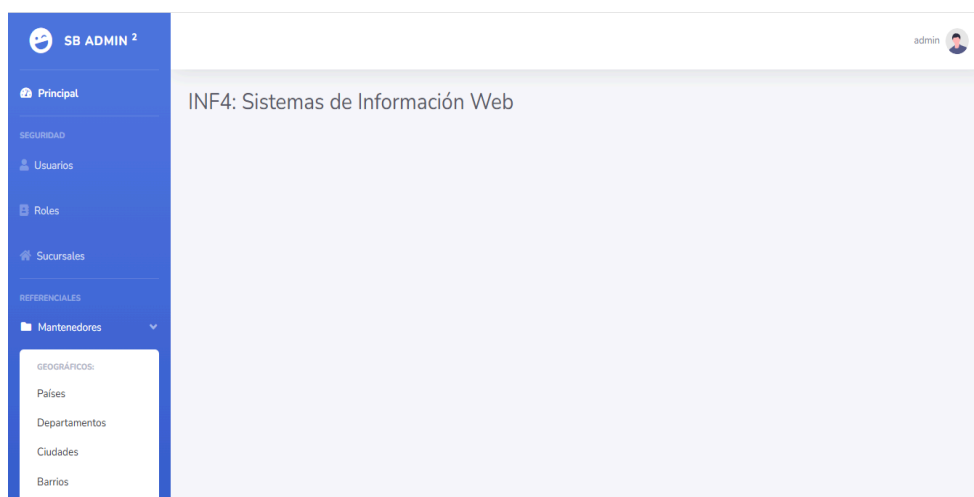 SB ADMIN 2
admin
Principal
INF4: Sistemas de Información Web
SEGURIDAD
Usuarios
Roles
Sucursales
REFERENCIALES
Mantenedores
GEOGRÁFICOS:
Países
Departamentos
Ciudades
Barrios